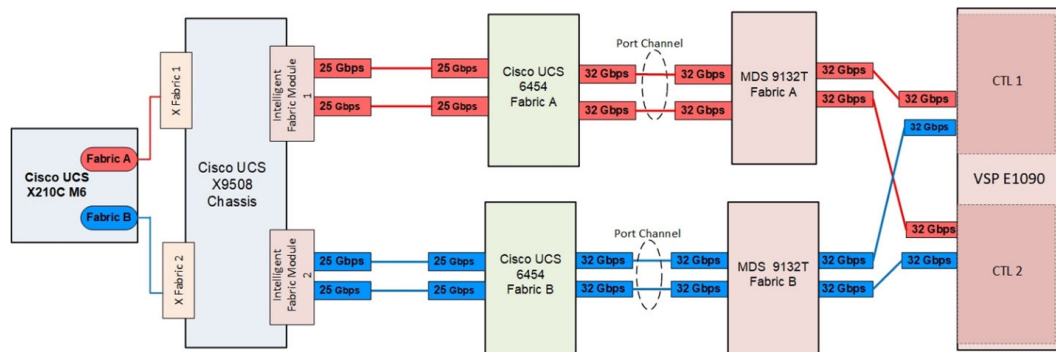 Cisco UCS
X210C M6
Fabric A
Fabric B
X Fabric 1
X Fabric 2
Cisco UCS
X9508
Chassis
Intelligent
Fabric Module
1
Intelligent
Fabric Module
2
25 Gbps
25 Gbps
25 Gbps
25 Gbps
25 Gbps
25 Gbps
25 Gbps
25 Gbps
Cisco UCS
6454
Fabric A
Cisco UCS
6454
Fabric B
32 Gbps
Port Channel
32 Gbps
32 Gbps
32 Gbps
32 Gbps
Port Channel
32 Gbps
32 Gbps
32 Gbps
MDS 9132T
Fabric A
MDS 9132T
Fabric B
32 Gbps
32 Gbps
32 Gbps
32 Gbps
32 Gbps
32 Gbps
32 Gbps
32 Gbps
CTL 1
VSP E1090
CTL 2